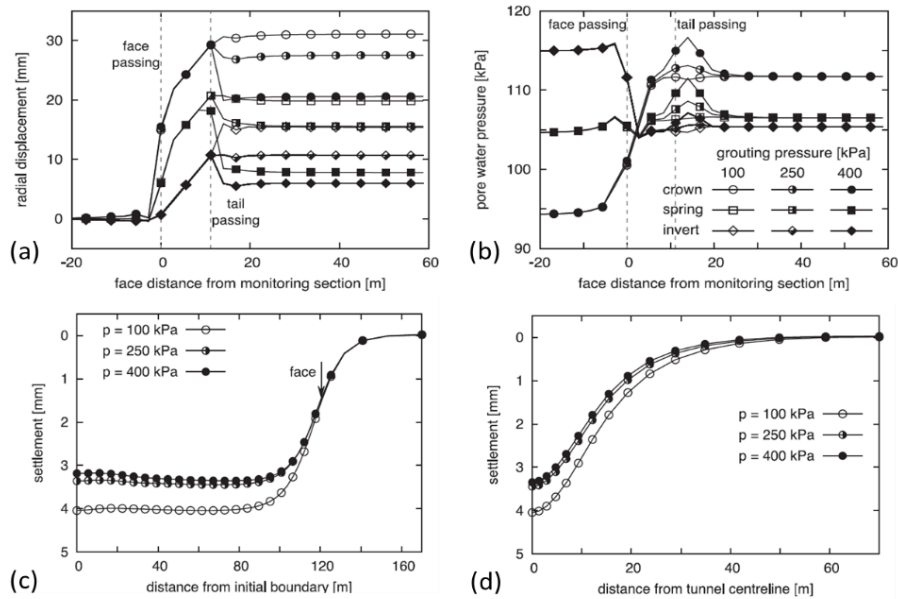 30
20
10
0
radial displacement [mm]
face
passing
tail
passing
(a)
-20 0 20 40 60
face distance from monitoring section [m]
120
110
100
90
pore water pressure [kPa]
face passing
tail passing
grouting pressure [kPa]
100 250 400
crown
spring
invert
(b)
-20 0 20 40 60
face distance from monitoring section [m]
0
1
2
3
4
5
settlement [mm]
p = 100 kPa
p = 250 kPa
p = 400 kPa
face
(c)
0 40 80 120 160
distance from initial boundary [m]
0
1
2
3
4
5
settlement [mm]
p = 100 kPa
p = 250 kPa
p = 400 kPa
(d)
0 20 40 60
distance from tunnel centreline [m]